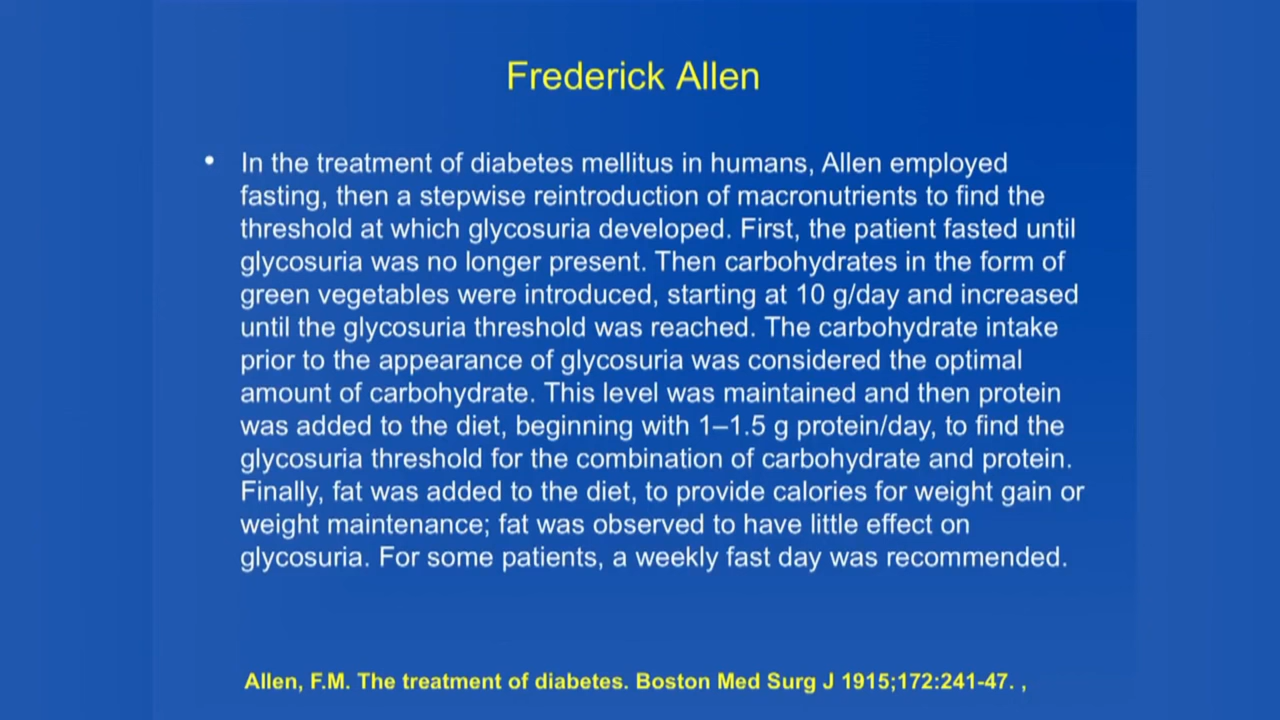 Frederick Allen
• In the treatment of diabetes mellitus in humans, Allen employed
fasting, then a stepwise reintroduction of macronutrients to find the
threshold at which glycosuria developed. First, the patient fasted until
glycosuria was no longer present. Then carbohydrates in the form of
green vegetables were introduced, starting at 10 g/day and increased
until the glycosuria threshold was reached. The carbohydrate intake
prior to the appearance of glycosuria was considered the optimal
amount of carbohydrate. This level was maintained and then protein
was added to the diet, beginning with 1–1.5 g protein/day, to find the
glycosuria threshold for the combination of carbohydrate and protein.
Finally, fat was added to the diet, to provide calories for weight gain or
weight maintenance; fat was observed to have little effect on
glycosuria. For some patients, a weekly fast day was recommended.
Allen, F.M. The treatment of diabetes. Boston Med Surg J 1915;172:241-47. ,